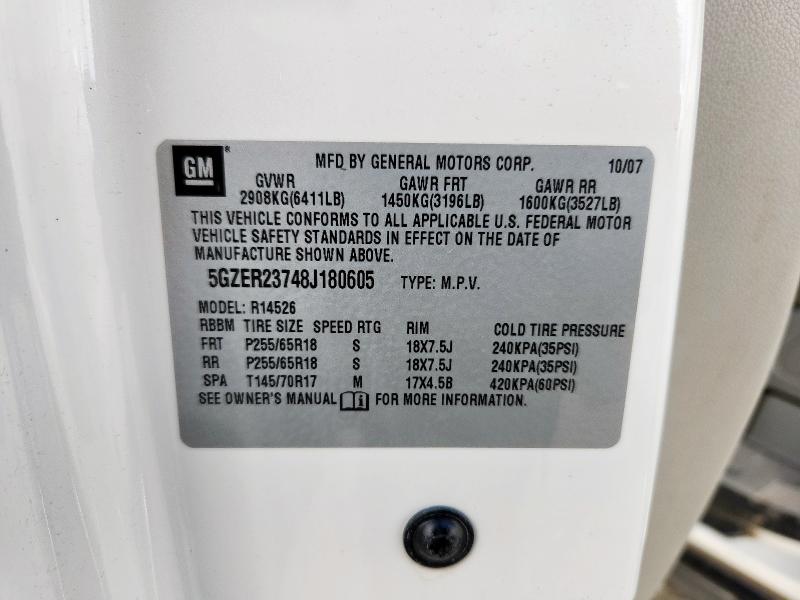 GM ® MFD BY GENERAL MOTORS CORP. 10/07
GVWR GAWR FRT GAWR RR
2908KG(6411LB) 1450KG(3196LB) 1600KG(3527LB)
THIS VEHICLE CONFORMS TO ALL APPLICABLE U.S. FEDERAL MOTOR
VEHICLE SAFETY STANDARDS IN EFFECT ON THE DATE OF
MANUFACTURE SHOWN ABOVE.
5GZER23748J180605 TYPE: M.P.V.
MODEL: R14526
RBBM TIRE SIZE SPEED RTG RIM COLD TIRE PRESSURE
FRT P255/65R18 S 18X7.5J 240KPA(35PSI)
RR P255/65R18 S 18X7.5J 240KPA(35PSI)
SPA T145/70R17 M 17X4.5B 420KPA(60PSI)
SEE OWNER'S MANUAL FOR MORE INFORMATION.